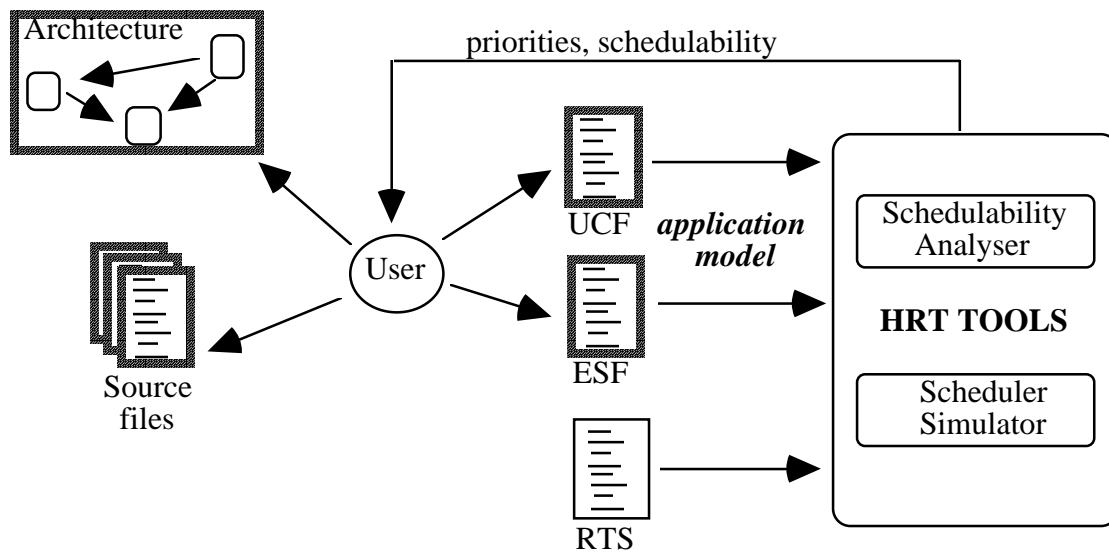 Architecture
priorities, schedulability
UCF
application
model
Schedulability
Analyser
User
HRT TOOLS
Source
files
ESF
Scheduler
Simulator
RTS